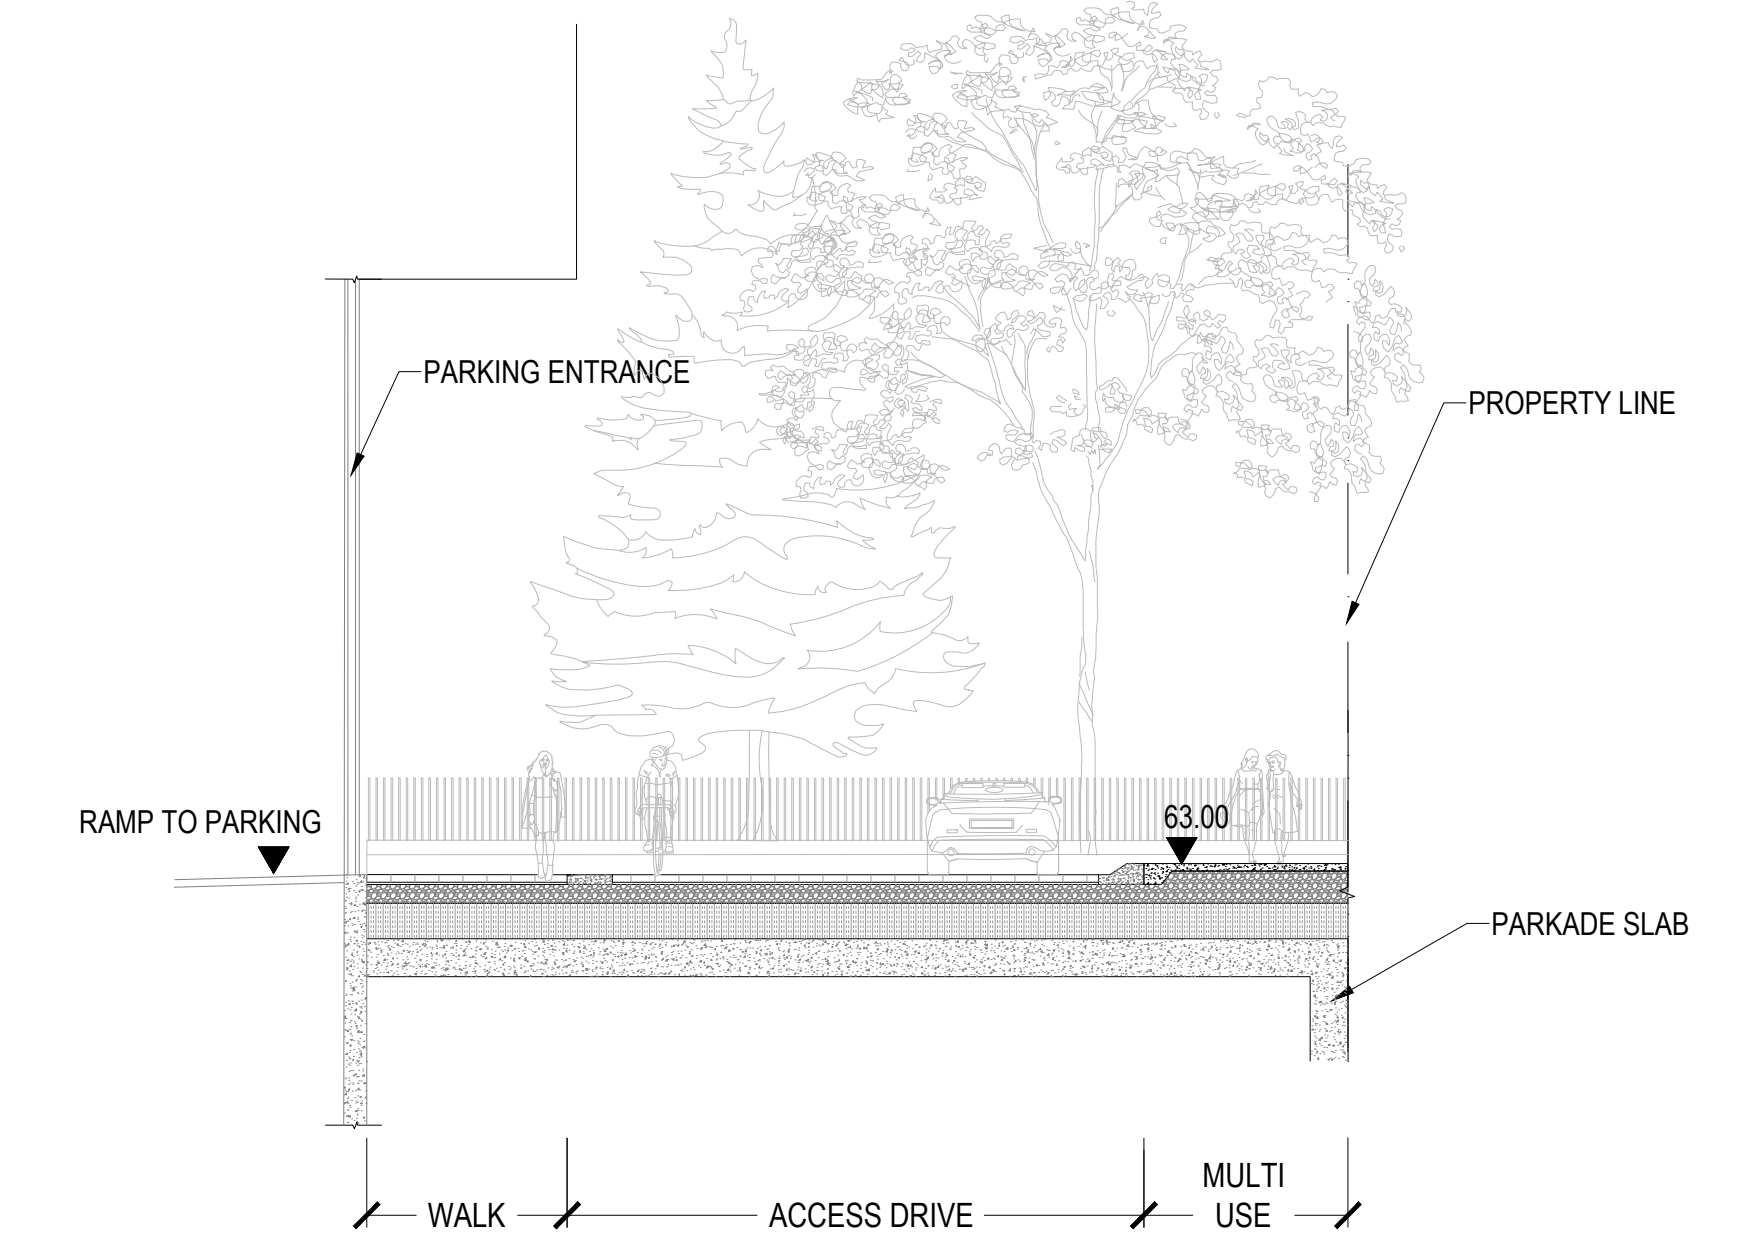 PARKING ENTRANCE
PROPERTY LINE
RAMP TO PARKING
63.00
PARKADE SLAB
WALK
ACCESS DRIVE
MULTI
USE